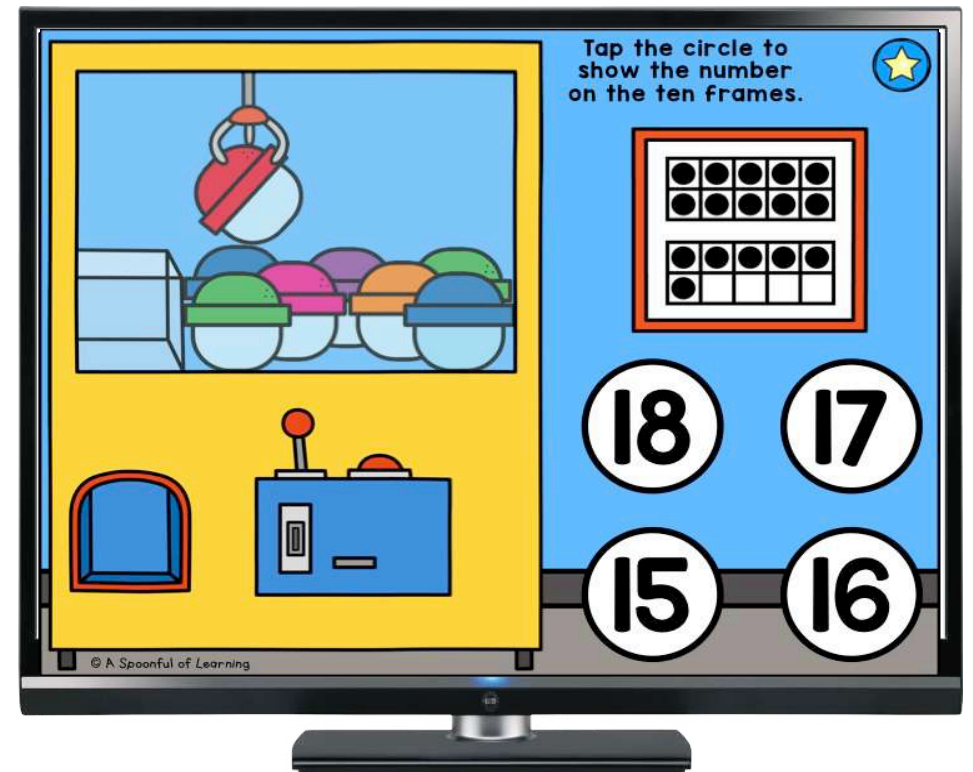 Tap the circle to
show the number
on the ten frames.
18 17
15 16
© A Spoonful of Learning